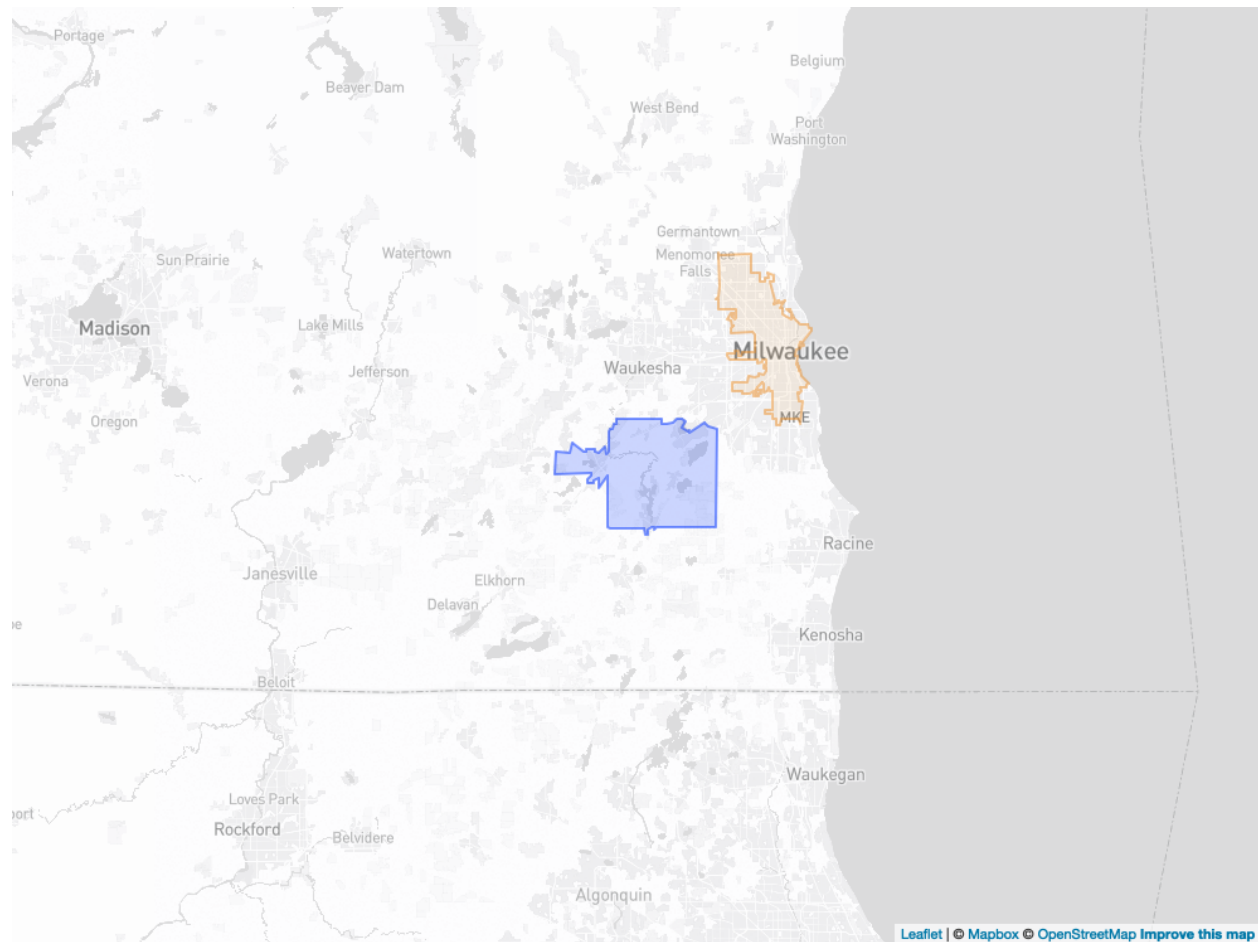 Portage
Belgium
Beaver Dam
West Bend
Port
Washington
Germantown
Menomonee
Falls
Watertown
Sun Prairie
Lake Mills
Madison
Milwaukee
Waukesha
Jefferson
Verona
Oregon
MKE
Racine
Janesville
Elkhorn
Delavan
Kenosha
Beloit
Waukegan
Loves Park
Rockford
Belvidere
Algonquin
Leaflet | © Mapbox © OpenStreetMap Improve this map